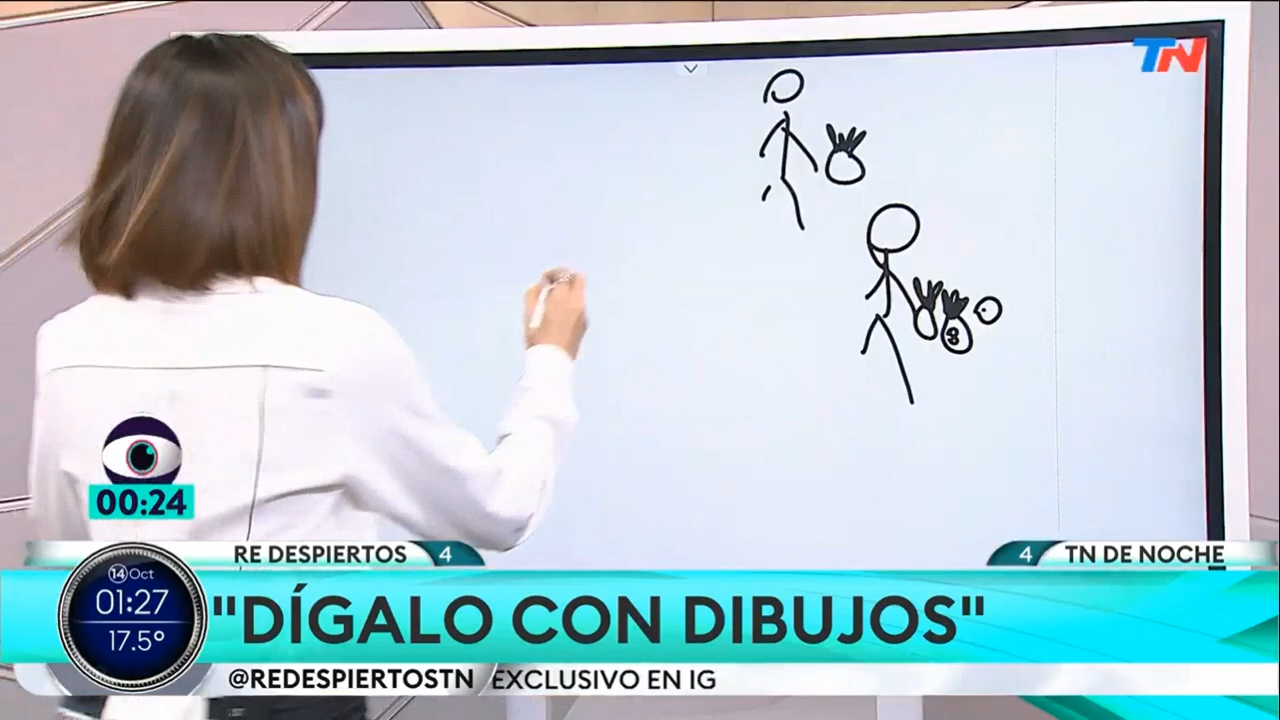 TN
00:24
RE DESPIERTOS 4
4 TN DE NOCHE
14 Oct
01:27
17.5°
"DÍGALO CON DIBUJOS"
@REDESPIERTOSTN EXCLUSIVO EN IG